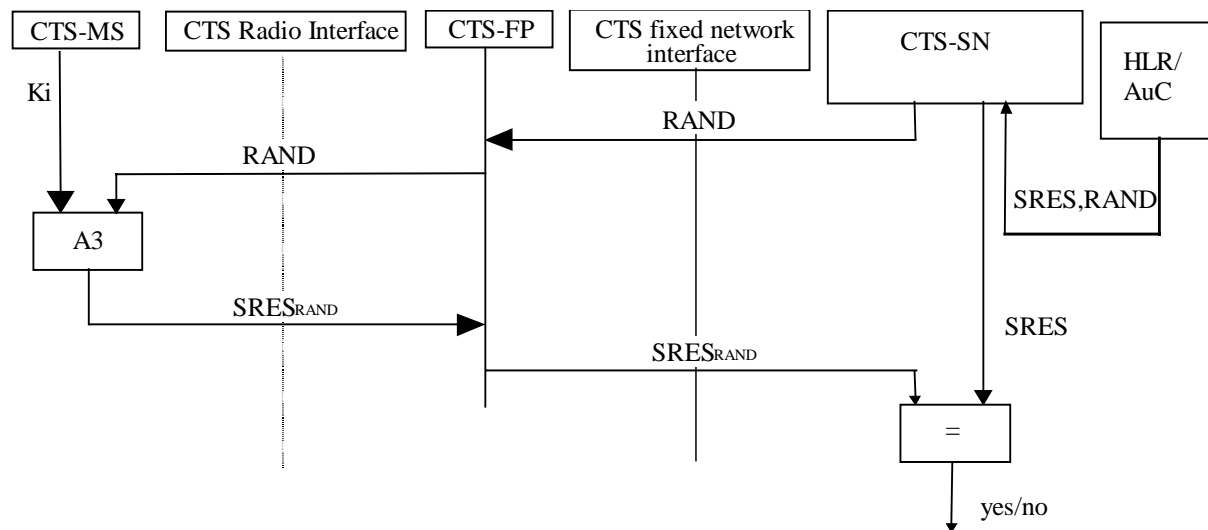 CTS-MS
CTS Radio Interface
CTS-FP
CTS fixed network
interface
CTS-SN
HLR/
AuC
Ki
RAND
RAND
SRES,RAND
A3
SRESRAND
SRES
SRESRAND
=
yes/no